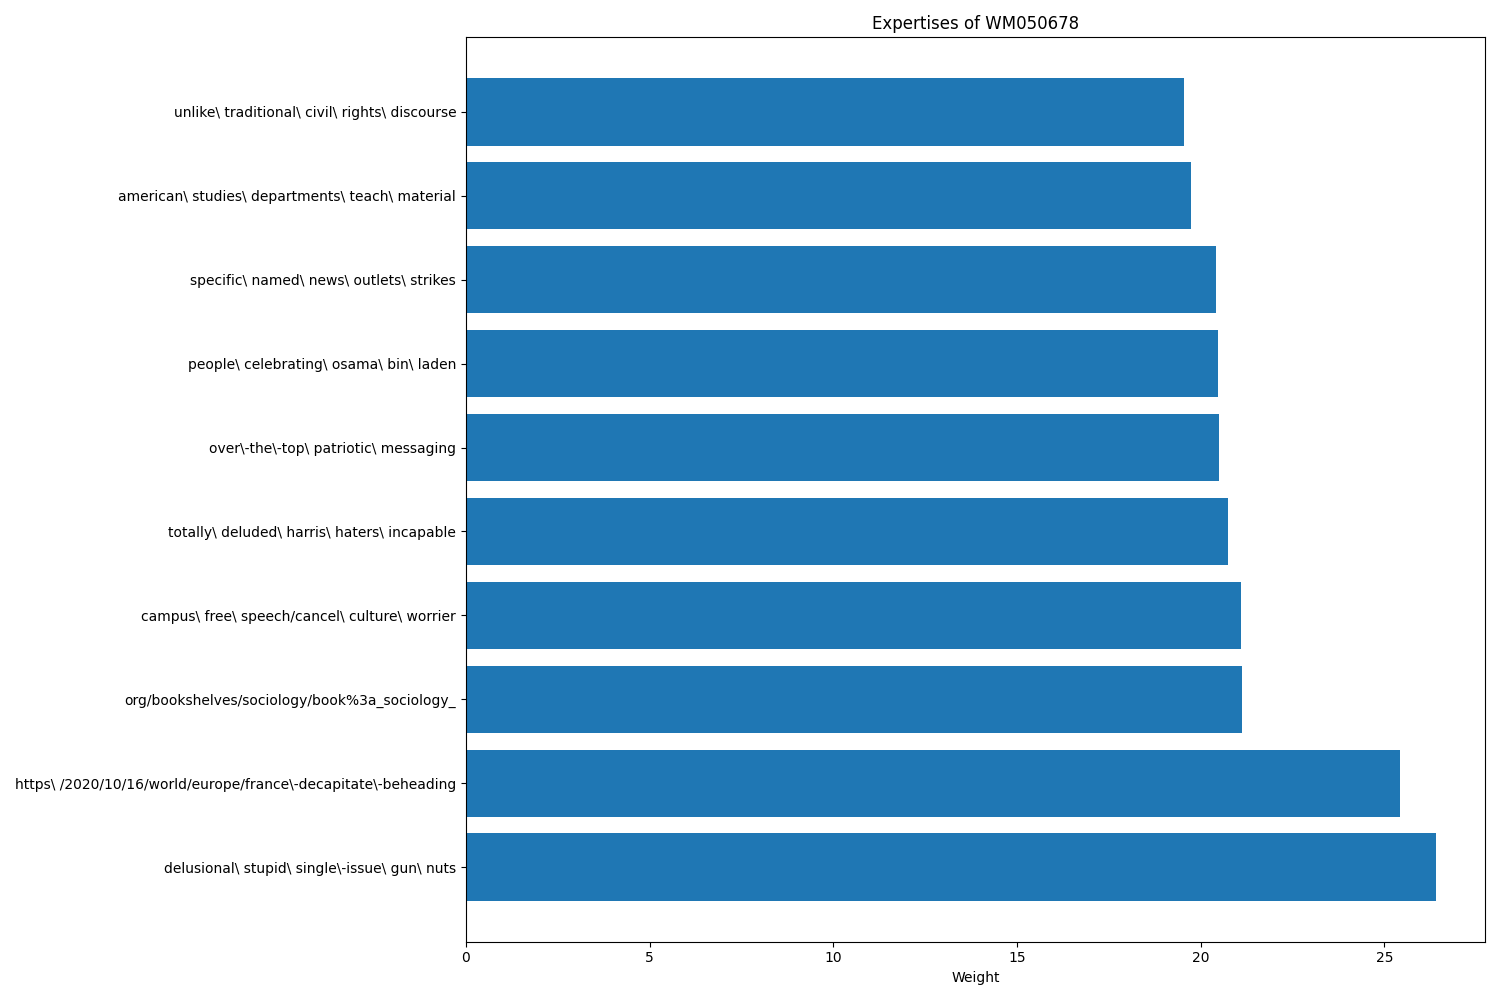 Expertises of WM050678
unlike\ traditional\ civil\ rights\ discourse
american\ studies\ departments\ teach\ material
specific\ named\ news\ outlets\ strikes
people\ celebrating\ osama\ bin\ laden
over\-the\-top\ patriotic\ messaging
totally\ deluded\ harris\ haters\ incapable
campus\ free\ speech/cancel\ culture\ worrier
org/bookshelves/sociology/book%3a_sociology_
https\ /2020/10/16/world/europe/france\-decapitate\-beheading
delusional\ stupid\ single\-issue\ gun\ nuts
0 5 10 15 20 25
Weight